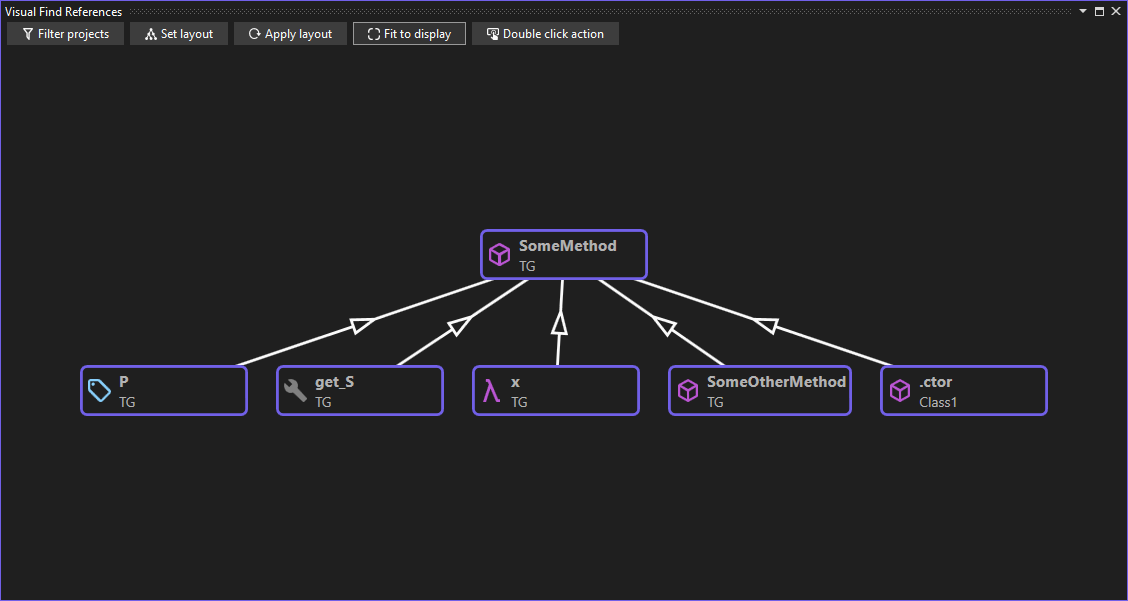 Visual Find References
Filter projects
Set layout
Apply layout
Fit to display
Double click action
SomeMethod
TG
P
TG
get_S
TG
λ
x
TG
SomeOtherMethod
TG
.ctor
Class1